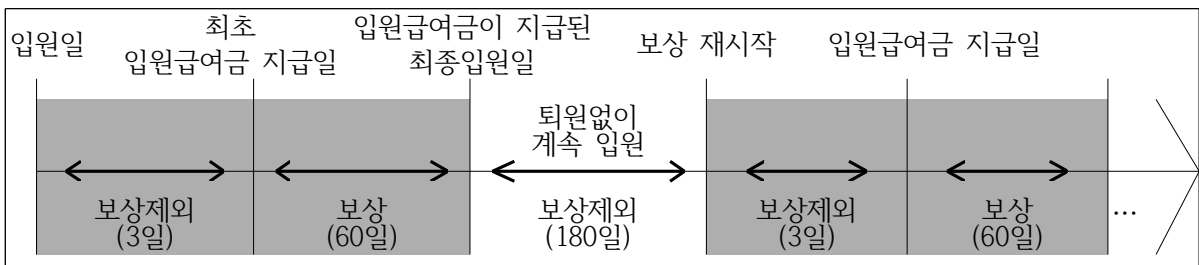 입원일
최초
입원급여금 지급일
입원급여금이 지급된
최종입원일
보상 재시작
입원급여금 지급일
퇴원없이
계속 입원
보상제외
(3일)
보상
(60일)
보상제외
(180일)
보상제외
(3일)
보상
(60일)
...